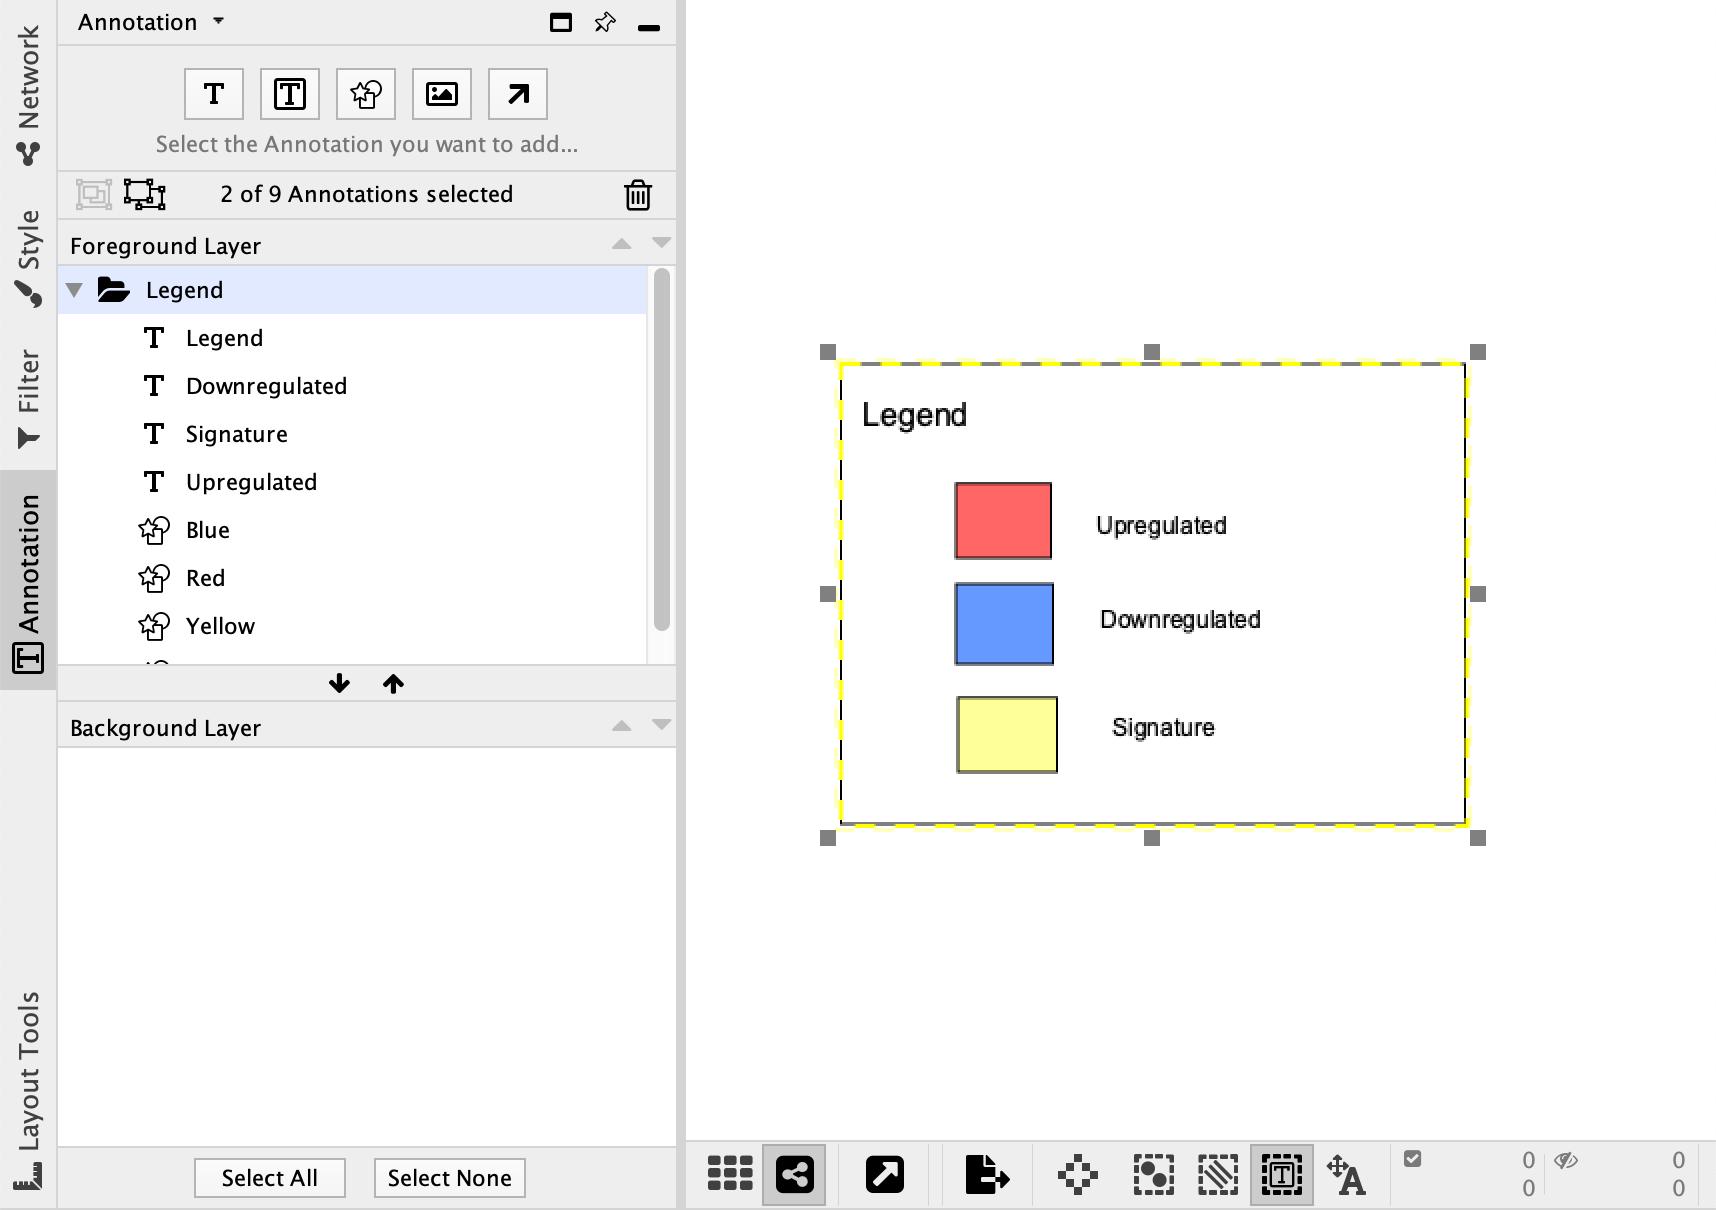 Network
Style
Filter
Annotation
Layout Tools
Annotation
T
T
Select the Annotation you want to add...
2 of 9 Annotations selected
Foreground Layer
Legend
T Legend
T Downregulated
T Signature
T Upregulated
Blue
Red
Yellow
Background Layer
Select All
Select None
Legend
Upregulated
Downregulated
Signature
T
A
0 0
0 0